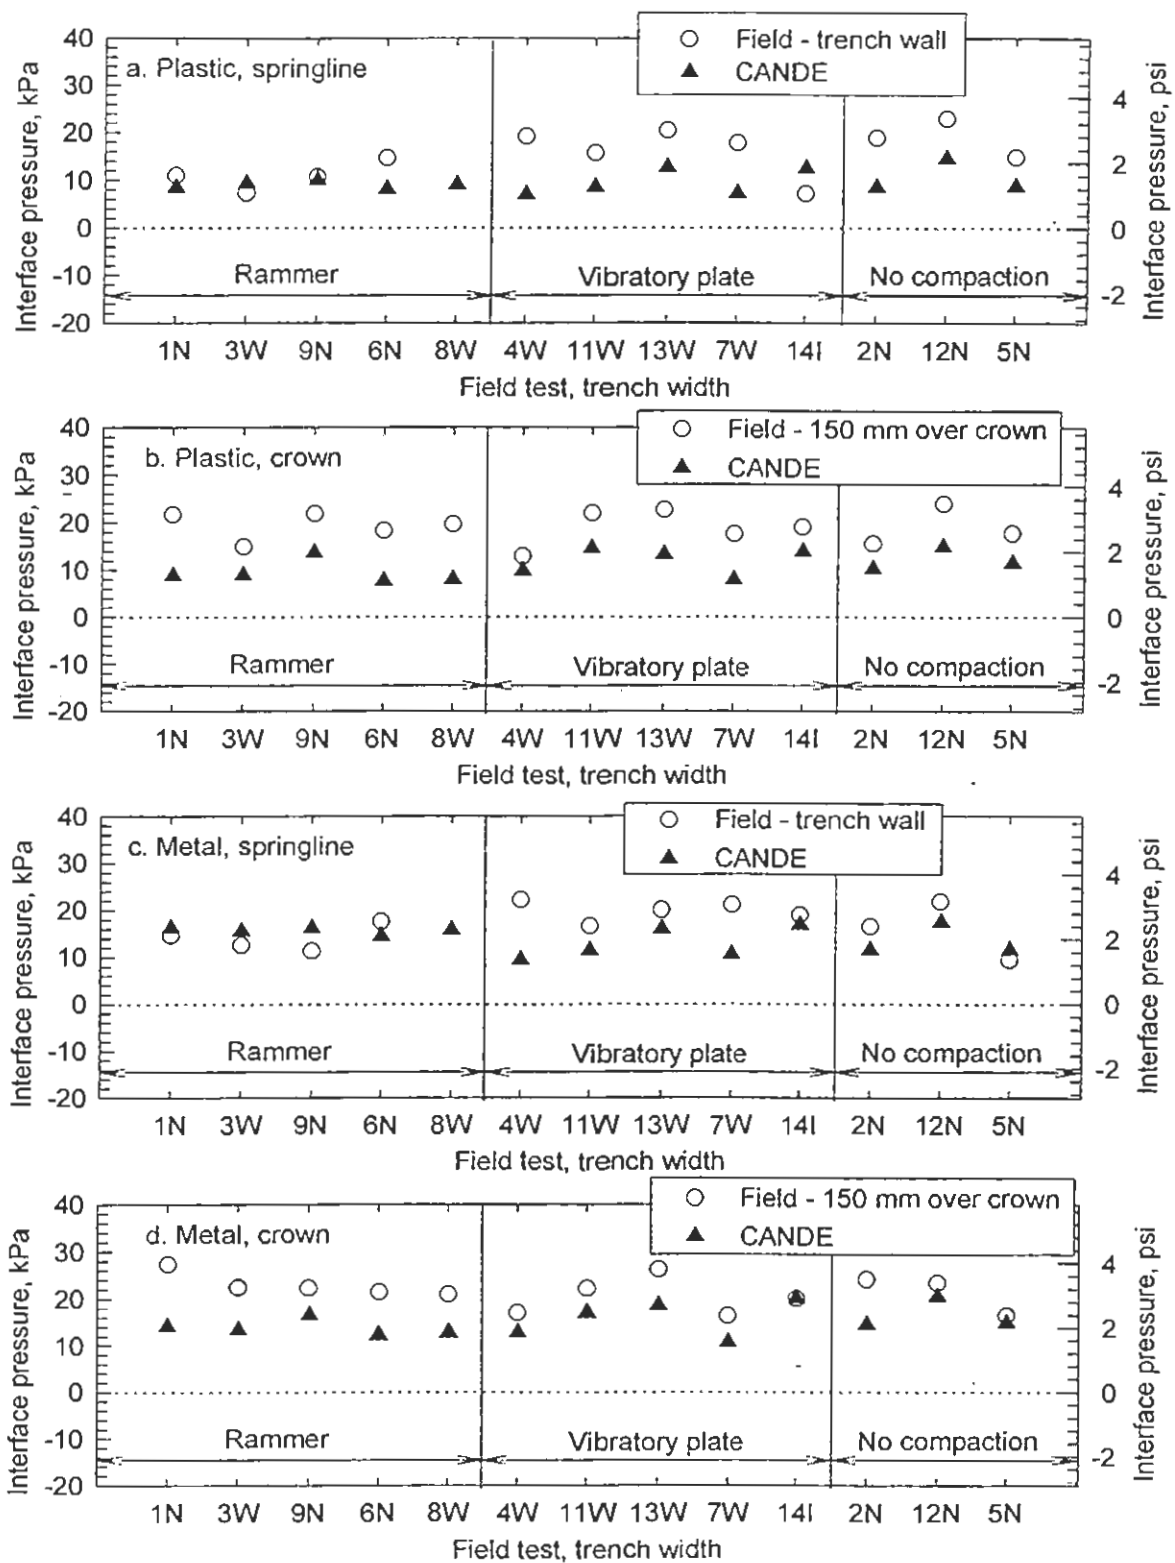 Field - trench wall
CANDE
a. Plastic, springline
40
30
20
10
0
-10
-20
Interface pressure, kPa
4
2
0
-2
Interface pressure, psi
Rammer Vibratory plate No compaction
1N 3W 9N 6N 8W 4W 11W 13W 7W 14I 2N 12N 5N
Field test, trench width
Field - 150 mm over crown
CANDE
b. Plastic, crown
40
30
20
10
0
-10
-20
Interface pressure, kPa
4
2
0
-2
Interface pressure, psi
Rammer Vibratory plate No compaction
1N 3W 9N 6N 8W 4W 11W 13W 7W 14I 2N 12N 5N
Field test, trench width
Field - trench wall
CANDE
c. Metal, springline
40
30
20
10
0
-10
-20
Interface pressure, kPa
4
2
0
-2
Interface pressure, psi
Rammer Vibratory plate No compaction
1N 3W 9N 6N 8W 4W 11W 13W 7W 14I 2N 12N 5N
Field test, trench width
Field - 150 mm over crown
CANDE
d. Metal, crown
40
30
20
10
0
-10
-20
Interface pressure, kPa
4
2
0
-2
Interface pressure, psi
Rammer Vibratory plate No compaction
1N 3W 9N 6N 8W 4W 11W 13W 7W 14I 2N 12N 5N
Field test, trench width